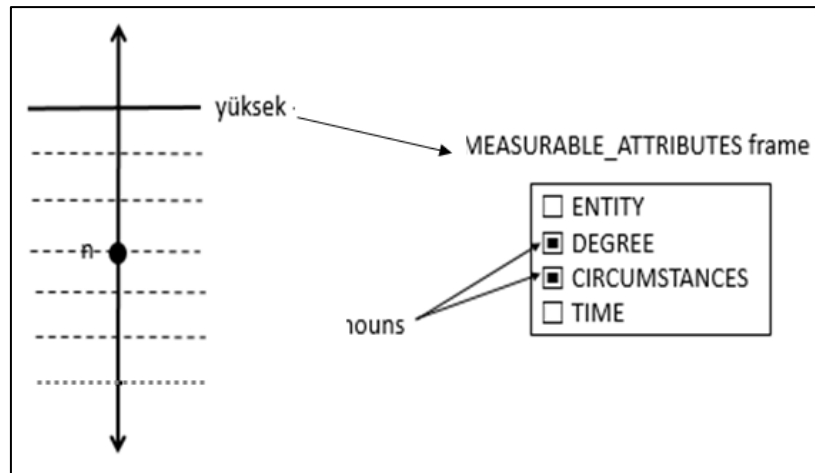 yüksek
MEASURABLE_ATTRIBUTES frame
ENTITY
DEGREE
n
CIRCUMSTANCES
TIME
nouns